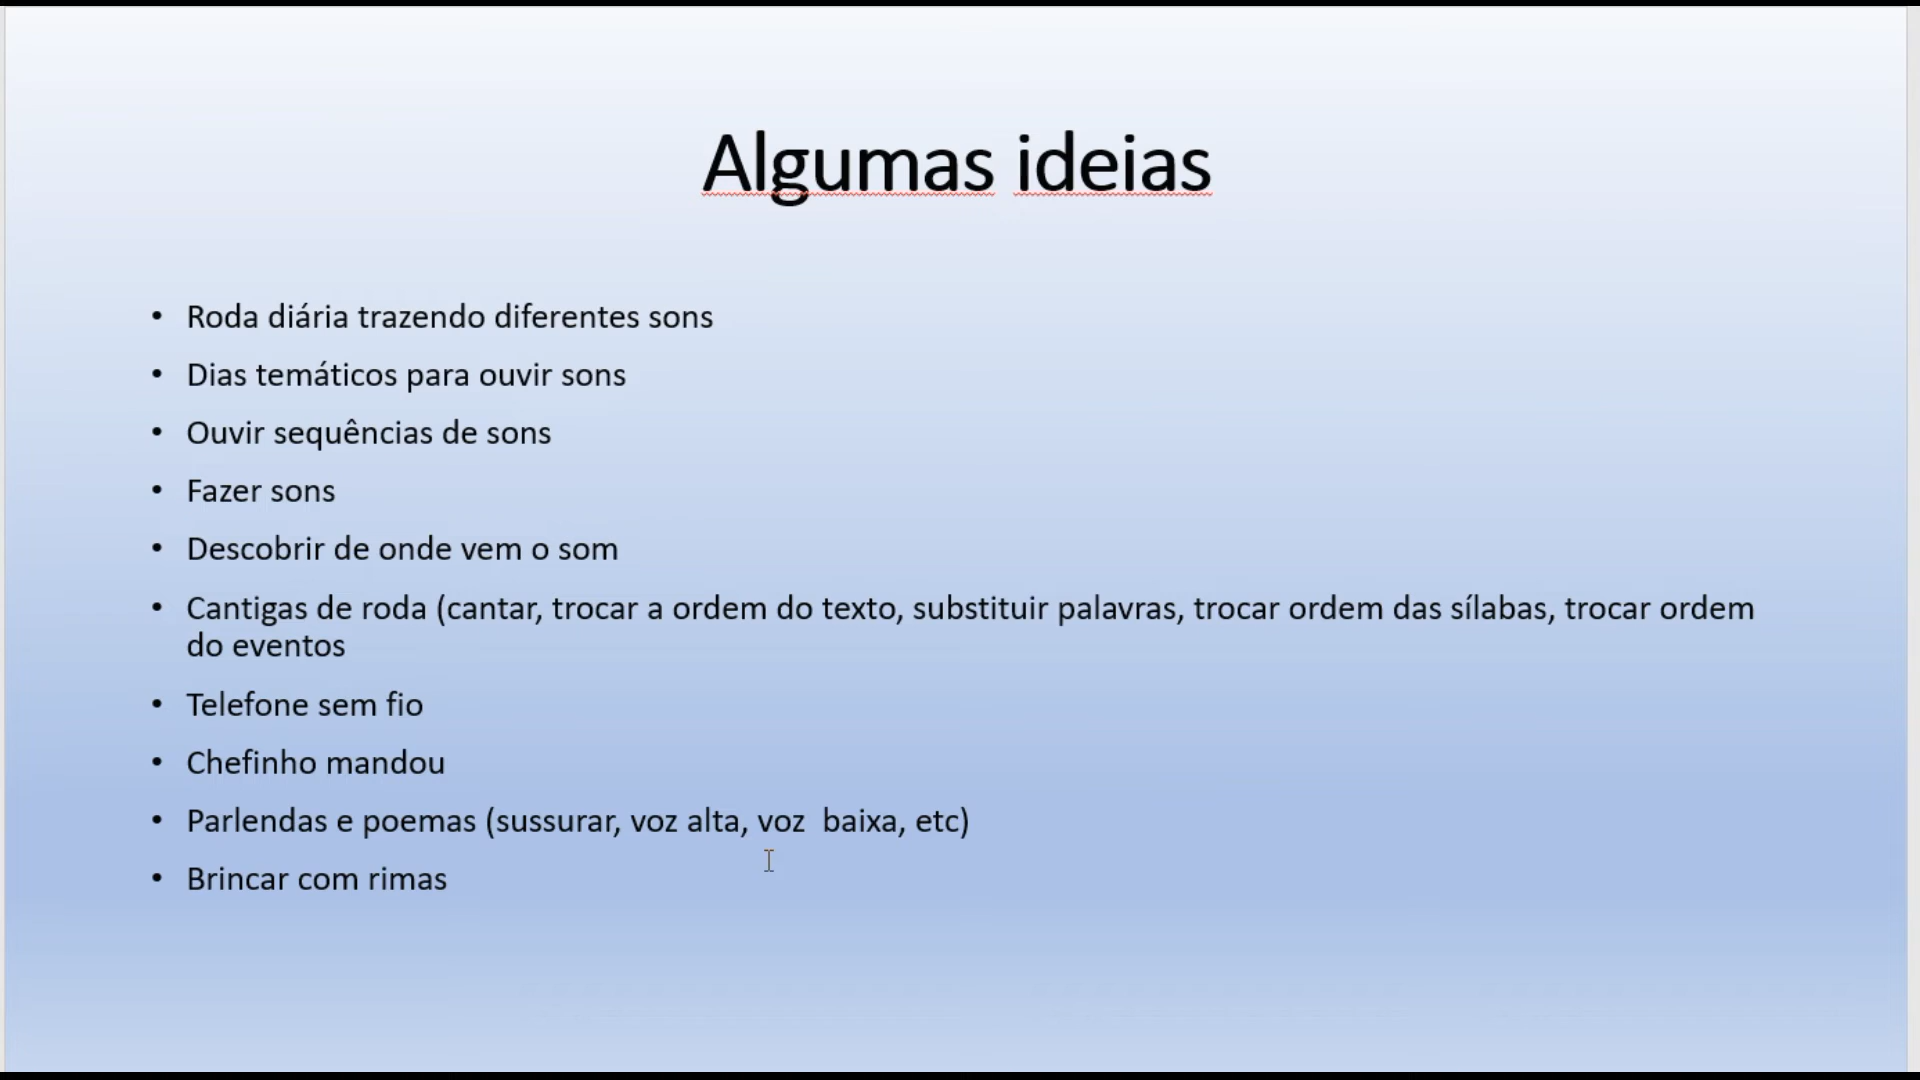 Algumas ideias
• Roda diária trazendo diferentes sons
• Dias temáticos para ouvir sons
• Ouvir sequências de sons
• Fazer sons
• Descobrir de onde vem o som
• Cantigas de roda (cantar, trocar a ordem do texto, substituir palavras, trocar ordem das sílabas, trocar ordem
do eventos
• Telefone sem fio
• Chefinho mandou
• Parlendas e poemas (sussurar, voz alta, voz  baixa, etc)
• Brincar com rimas